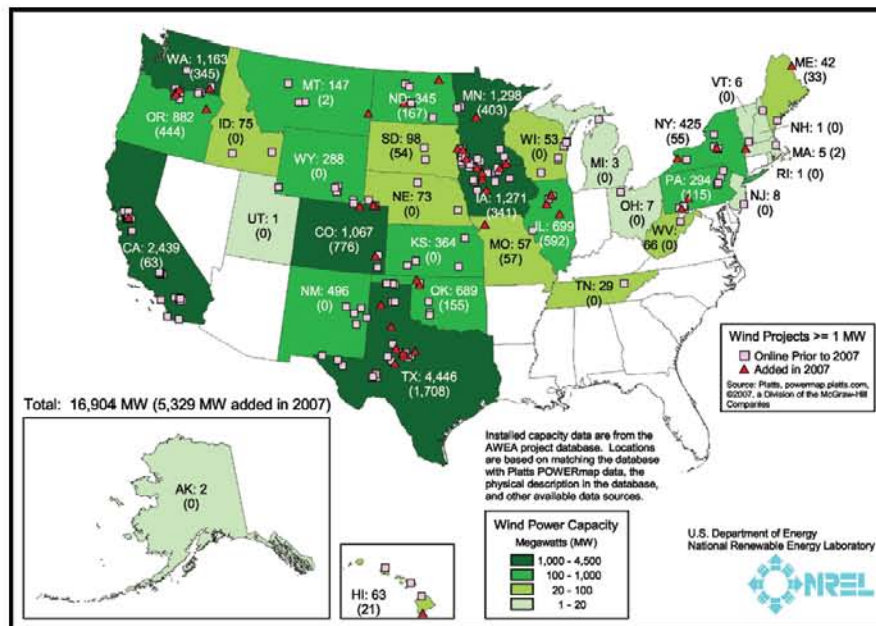 WA: 1,163
(345)
MT: 147
(2)
ND: 345
(167)
MN: 1,298
(403)
ME: 42
(33)
VT: 6
(0)
OR: 882
(444)
ID: 75
(0)
SD: 98
(54)
WI: 53
(0)
NY: 425
(55)
NH: 1 (0)
MA: 5 (2)
RI: 1 (0)
WY: 288
(0)
MI: 3
(0)
PA: 294
(115)
NJ: 8
(0)
NE: 73
(0)
IA: 1,271
(341)
OH: 7
(0)
UT: 1
(0)
CO: 1,067
(776)
IL: 699
(592)
WV:
66 (0)
CA: 2,439
(63)
KS: 364
(0)
MO: 57
(57)
NM: 496
(0)
OK: 689
(155)
TN: 29
(0)
TX: 4,446
(1,708)
Wind Projects >= 1 MW
Online Prior to 2007
Added in 2007
Source: Platts, powermap.platts.com,
©2007, a Division of the McGraw-Hill
Companies
Total: 16,904 MW (5,329 MW added in 2007)
Installed capacity data are from the
AWEA project database. Locations
are based on matching the database
with Platts POWERmap data, the
physical description in the database,
and other available data sources.
AK: 2
(0)
HI: 63
(21)
Wind Power Capacity
Megawatts (MW)
1,000 - 4,500
100 - 1,000
20 - 100
1 - 20
U.S. Department of Energy
National Renewable Energy Laboratory
NREL